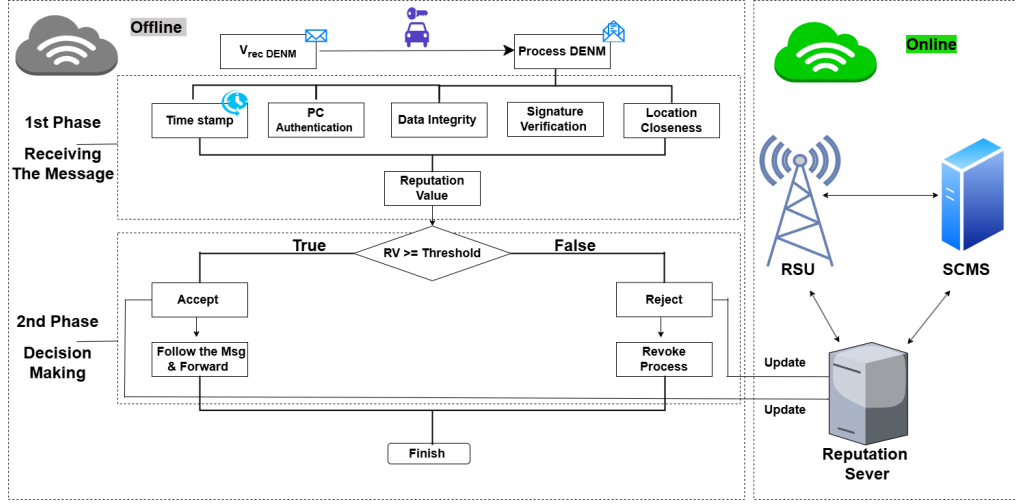 Offline
V rec DENM
Process DENM
Online
1st Phase
Receiving
The Message
Time stamp
PC
Authentication
Data Integrity
Signature
Verification
Location
Closeness
Reputation
Value
True
RV >= Threshold
False
RSU
SCMS
2nd Phase
Decision
Making
Accept
Reject
Follow the Msg
& Forward
Revoke
Process
Update
Update
Finish
Reputation
Sever